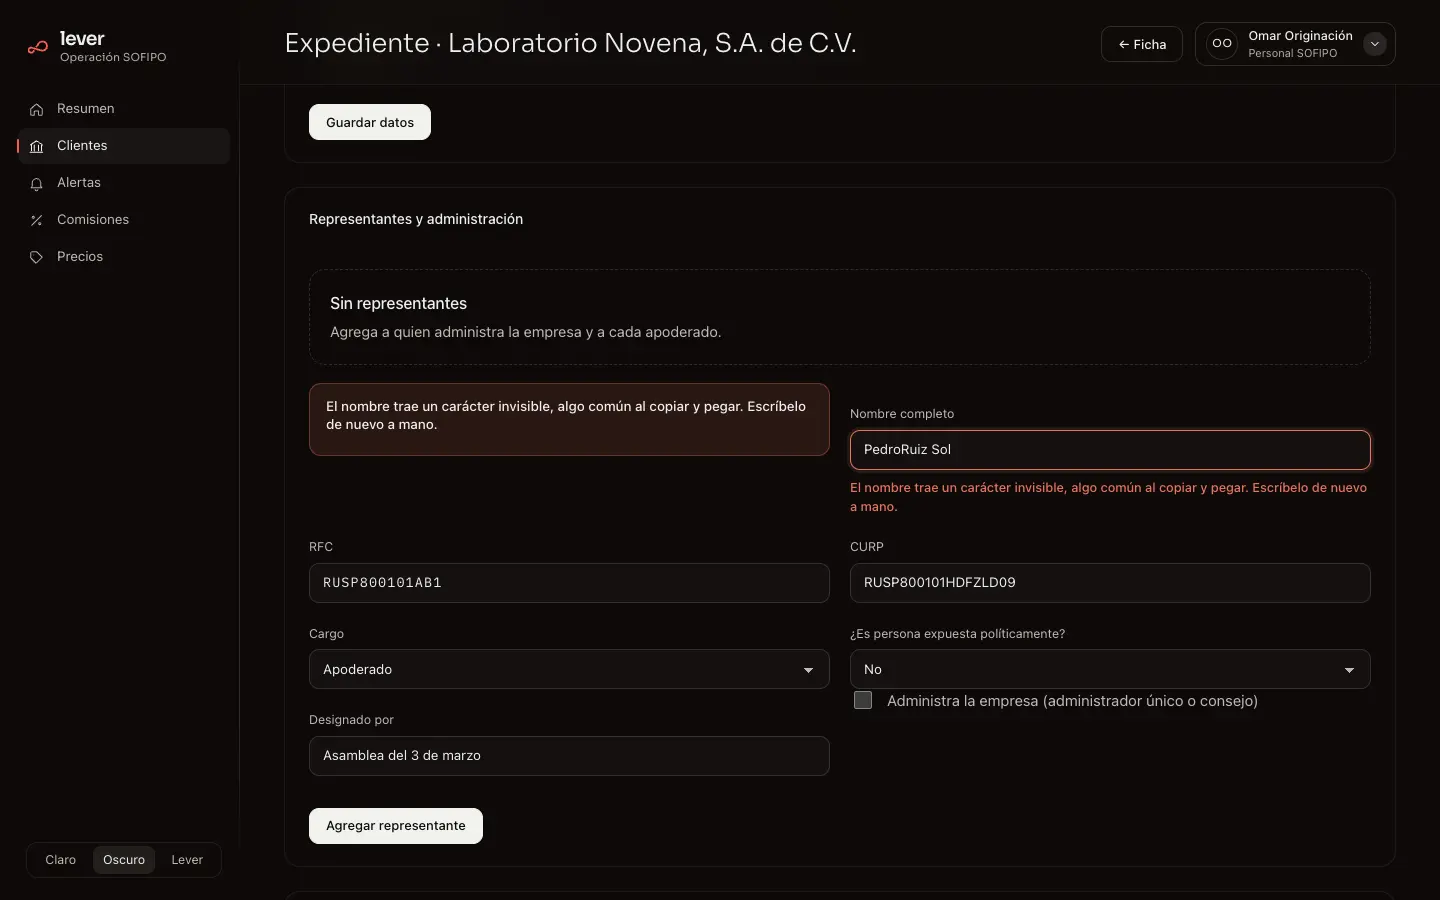 lever
Operación SOFIPO
Resumen
Clientes
Alertas
Comisiones
Precios
Claro
Oscuro
Lever
Expediente · Laboratorio Novena, S.A. de C.V.
← Ficha
OO
Omar Originación
Personal SOFIPO
Guardar datos
Representantes y administración
Sin representantes
Agrega a quien administra la empresa y a cada apoderado.
El nombre trae un carácter invisible, algo común al copiar y pegar. Escríbelo
de nuevo a mano.
Nombre completo
PedroRuiz Sol
El nombre trae un carácter invisible, algo común al copiar y pegar. Escríbelo de nuevo
a mano.
RFC
RUSP800101AB1
CURP
RUSP800101HDFZLD09
Cargo
Apoderado
¿Es persona expuesta políticamente?
No
Administra la empresa (administrador único o consejo)
Designado por
Asamblea del 3 de marzo
Agregar representante